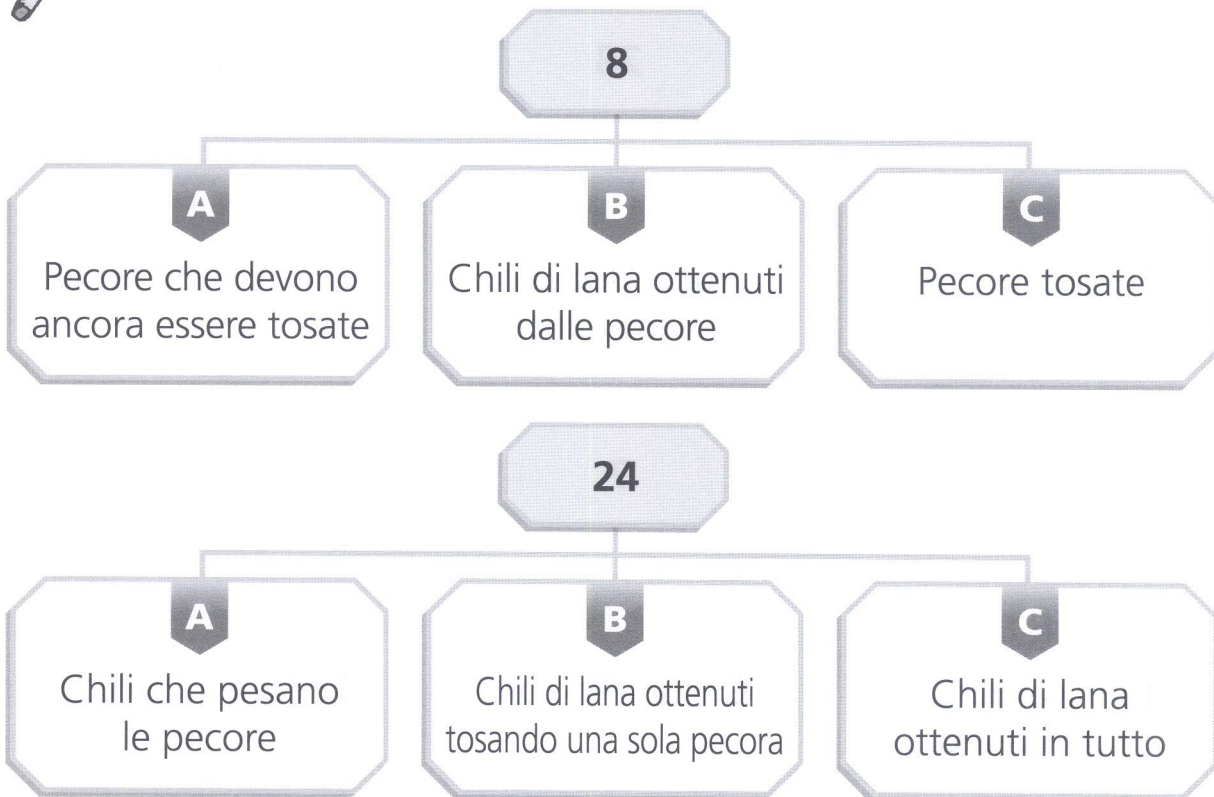 8
A
Pecore che devono
ancora essere tosate
B
Chili di lana ottenuti
dalle pecore
C
Pecore tosate
24
A
Chili che pesano
le pecore
B
Chili di lana ottenuti
tosando una sola pecora
C
Chili di lana
ottenuti in tutto